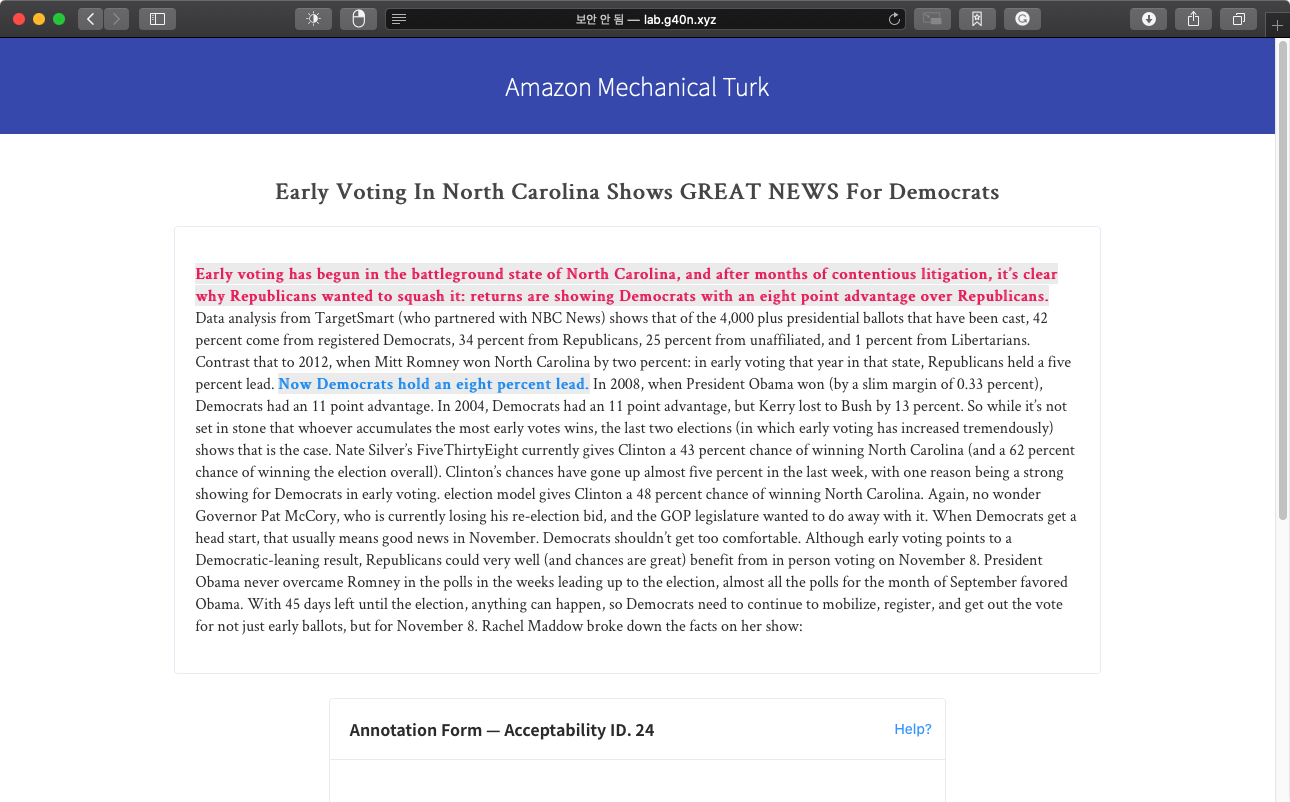 보안 안 됨 — lab.g40n.xyz
Amazon Mechanical Turk
Early Voting In North Carolina Shows GREAT NEWS For Democrats
Early voting has begun in the battleground state of North Carolina, and after months of contentious litigation, it's clear
why Republicans wanted to squash it: returns are showing Democrats with an eight point advantage over Republicans.
Data analysis from TargetSmart (who partnered with NBC News) shows that of the 4,000 plus presidential ballots that have been cast, 42
percent come from registered Democrats, 34 percent from Republicans, 25 percent from unaffiliated, and 1 percent from Libertarians.
Contrast that to 2012, when Mitt Romney won North Carolina by two percent: in early voting that year in that state, Republicans held a five
percent lead. Now Democrats hold an eight percent lead. In 2008, when President Obama won (by a slim margin of 0.33 percent),
Democrats had an 11 point advantage. In 2004, Democrats had an 11 point advantage, but Kerry lost to Bush by 13 percent. So while it's not
set in stone that whoever accumulates the most early votes wins, the last two elections (in which early voting has increased tremendously)
shows that is the case. Nate Silver's FiveThirtyEight currently gives Clinton a 43 percent chance of winning North Carolina (and a 62 percent
chance of winning the election overall). Clinton's chances have gone up almost five percent in the last week, with one reason being a strong
showing for Democrats in early voting. election model gives Clinton a 48 percent chance of winning North Carolina. Again, no wonder
Governor Pat McCory, who is currently losing his re-election bid, and the GOP legislature wanted to do away with it. When Democrats get a
head start, that usually means good news in November. Democrats shouldn't get too comfortable. Although early voting points to a
Democratic-leaning result, Republicans could very well (and chances are great) benefit from in person voting on November 8. President
Obama never overcame Romney in the polls in the weeks leading up to the election, almost all the polls for the month of September favored
Obama. With 45 days left until the election, anything can happen, so Democrats need to continue to mobilize, register, and get out the vote
for not just early ballots, but for November 8. Rachel Maddow broke down the facts on her show:
Annotation Form — Acceptability ID. 24
Help?